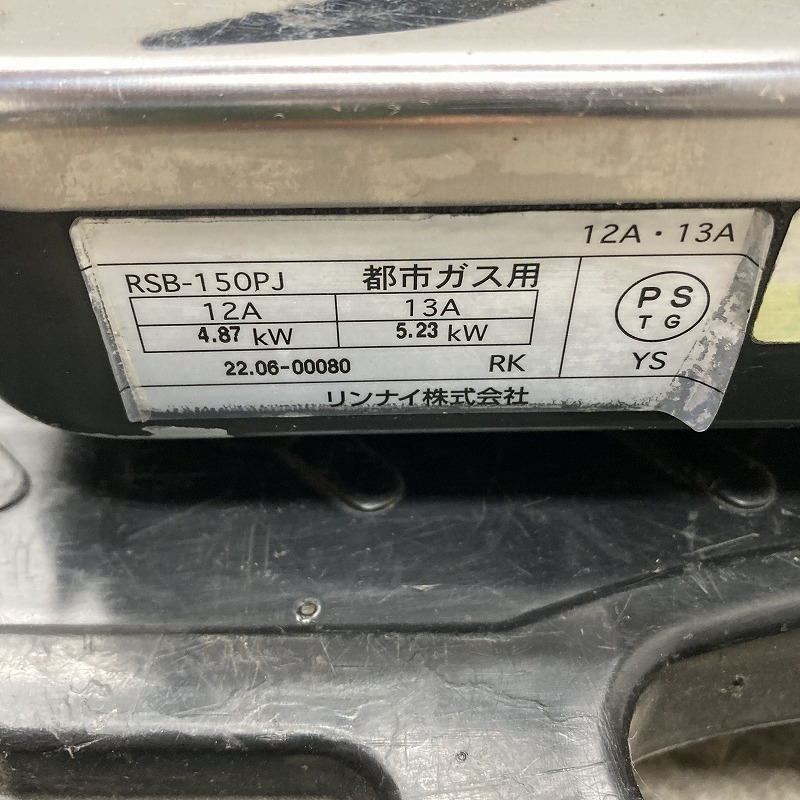 12A・13A
RSB-150PJ 都市ガス用
12A 13A
4.87 kW 5.23 kW
PS
TG
22.06-00080 RK YS
リンナイ株式会社